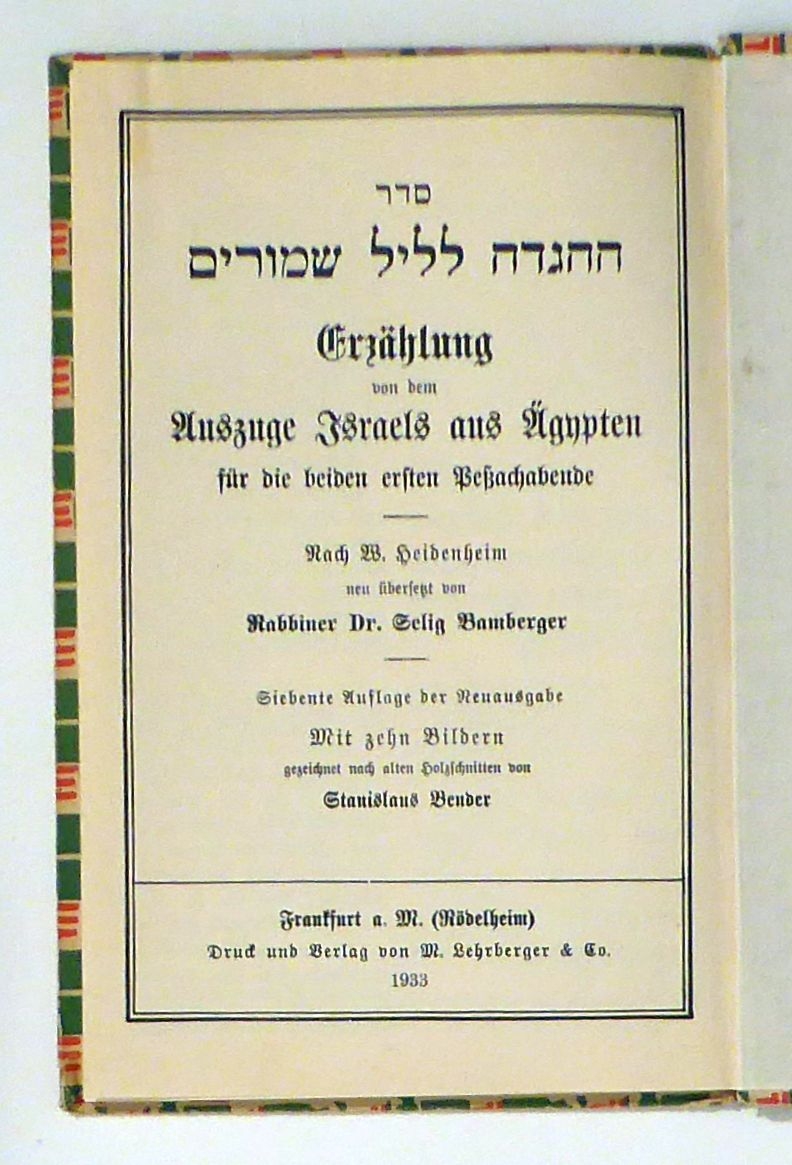 סדר
ההגדה לליל שמורים
Erzählung
von dem
Auszuge Israels aus Ägypten
für die beiden ersten Peßachabende
Nach W. Heidenheim
neu übersetzt von
Rabbiner Dr. Selig Bamberger
Siebente Auflage der Neuausgabe
Mit zehn Bildern
gezeichnet nach alten Holzschnitten von
Stanislaus Bender
Frankfurt a. M. (Rödelheim)
Druck und Verlag von M. Lehrberger & Co.
1933